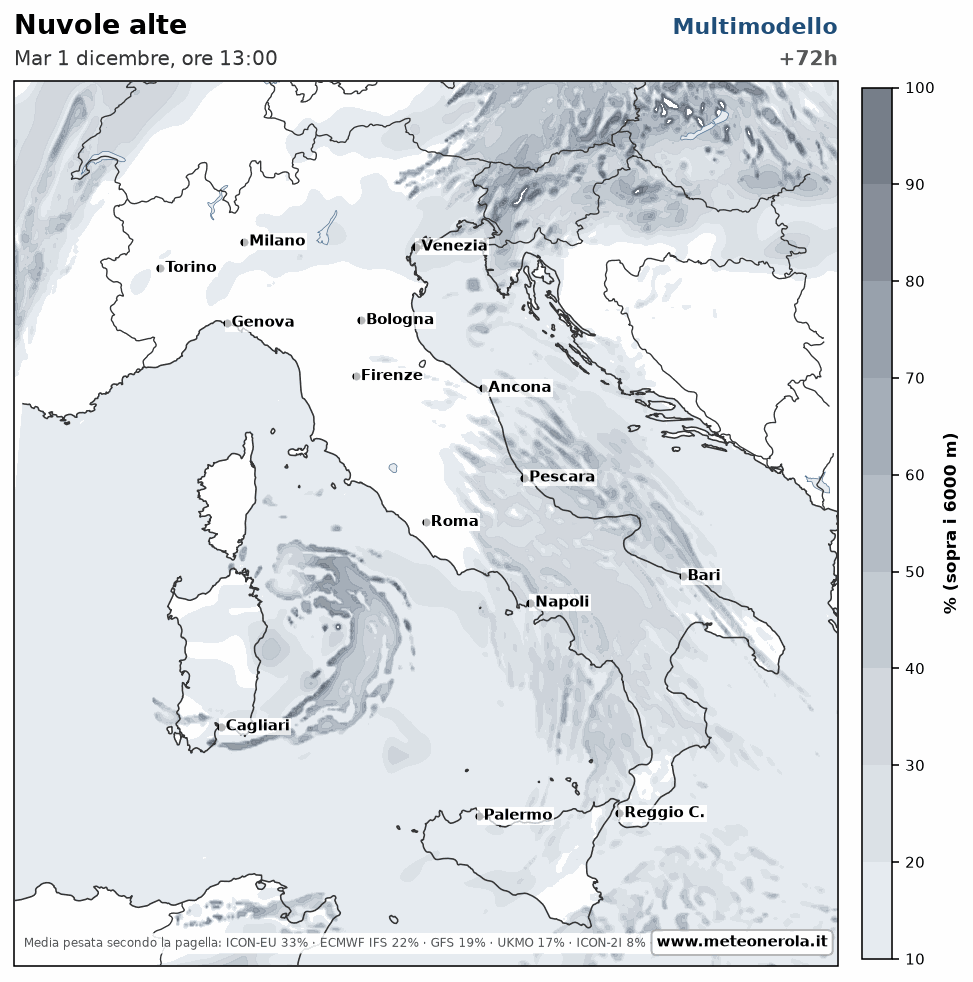 Nuvole alte
Multimodello
Mar 1 dicembre, ore 13:00
+72h
100
90
80
70
60
50
40
30
20
10
% (sopra i 6000 m)
Milano
Venezia
Torino
Genova
Bologna
Firenze
Ancona
Pescara
Roma
Bari
Napoli
Cagliari
Palermo
Reggio C.
Media pesata secondo la pagella: ICON-EU 33% · ECMWF IFS 22% · GFS 19% · UKMO 17% · ICON-2I 8%
www.meteonerola.it